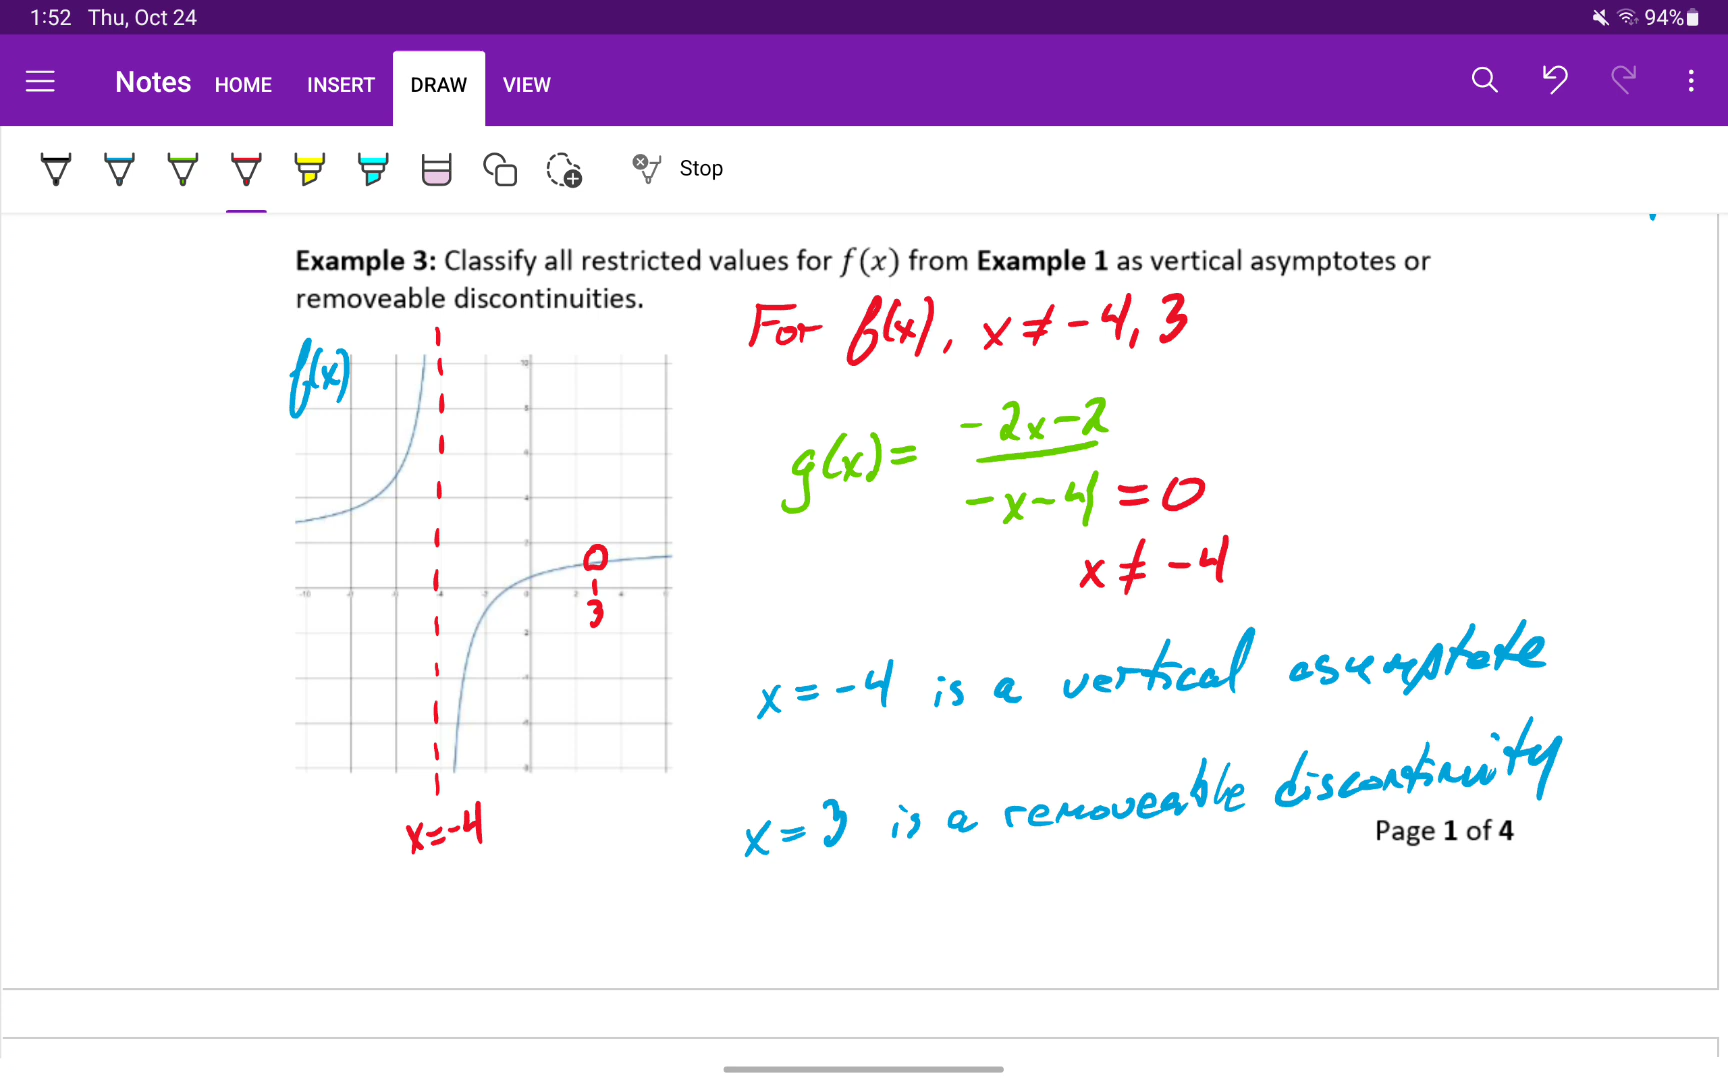 1:52 Thu, Oct 24 94%
Notes HOME INSERT DRAW VIEW
Stop
Example 3: Classify all restricted values for f(x) from Example 1 as vertical asymptotes or
removeable discontinuities.
For f(x), x ≠ -4, 3
f(x)
g(x) = (-2x-2)/(-x-4) = 0
x ≠ -4
3
x = -4 is a vertical asymptote
x = 3 is a removeable discontinuity
x=-4
Page 1 of 4